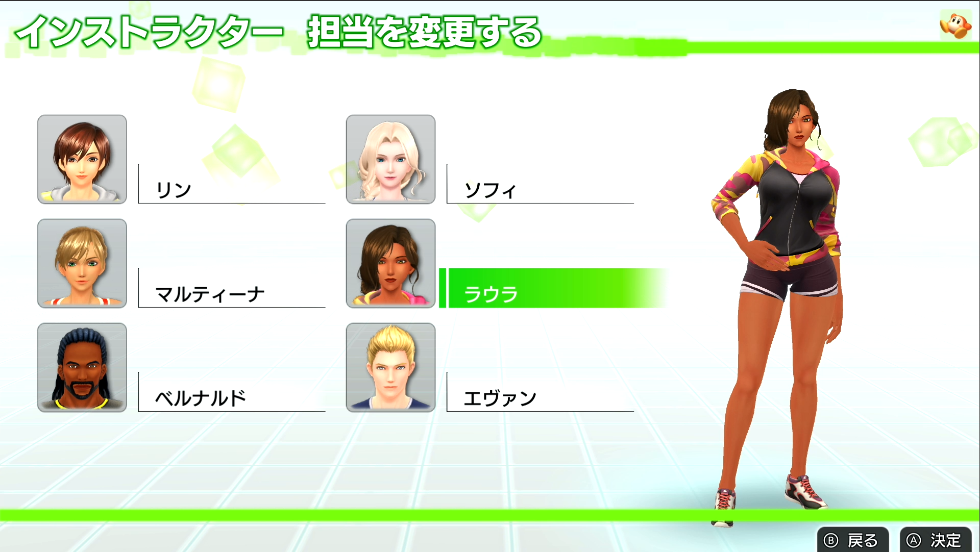 インストラクター 担当を変更する
リン
ソフィ
マルティーナ
ラウラ
ベルナルド
エヴァン
Ⓑ 戻る Ⓐ 決定